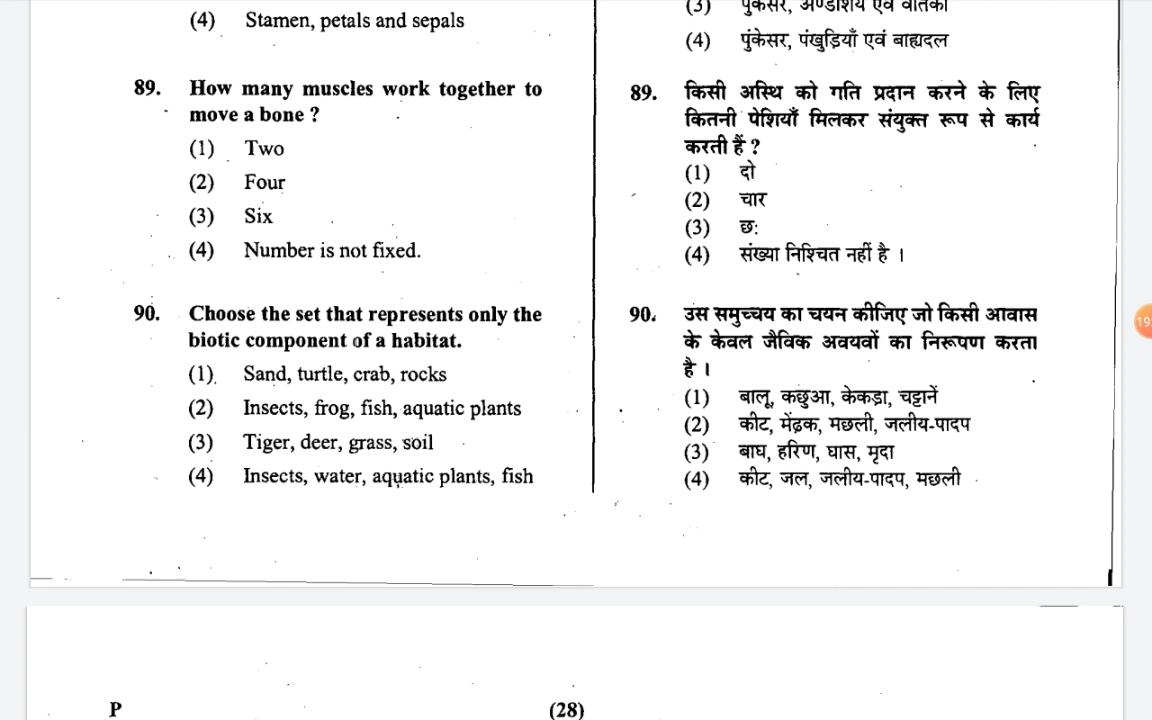 (4) Stamen, petals and sepals
89. How many muscles work together to
move a bone ?
(1) Two
(2) Four
(3) Six
(4) Number is not fixed.
90. Choose the set that represents only the
biotic component of a habitat.
(1) Sand, turtle, crab, rocks
(2) Insects, frog, fish, aquatic plants
(3) Tiger, deer, grass, soil
(4) Insects, water, aquatic plants, fish
(3) पुंकेसर, अण्डाशय एवं
(4) पुंकेसर, पंखुड़ियाँ एवं बाह्यदल
89. किसी अस्थि को गति प्रदान करने के लिए
कितनी पेशियाँ मिलकर संयुक्त रूप से कार्य
करती हैं ?
(1) दो
(2) चार
(3) छः
(4) संख्या निश्चित नहीं है ।
90. उस समुच्चय का चयन कीजिए जो किसी आवास
के केवल जैविक अवयवों का निरूपण करता
है ।
(1) बालू, कछुआ, केकड़ा, चट्टानें
(2) कीट, मेंढ़क, मछली, जलीय-पादप
(3) बाघ, हरिण, घास, मृदा
(4) कीट, जल, जलीय-पादप, मछली
P (28)